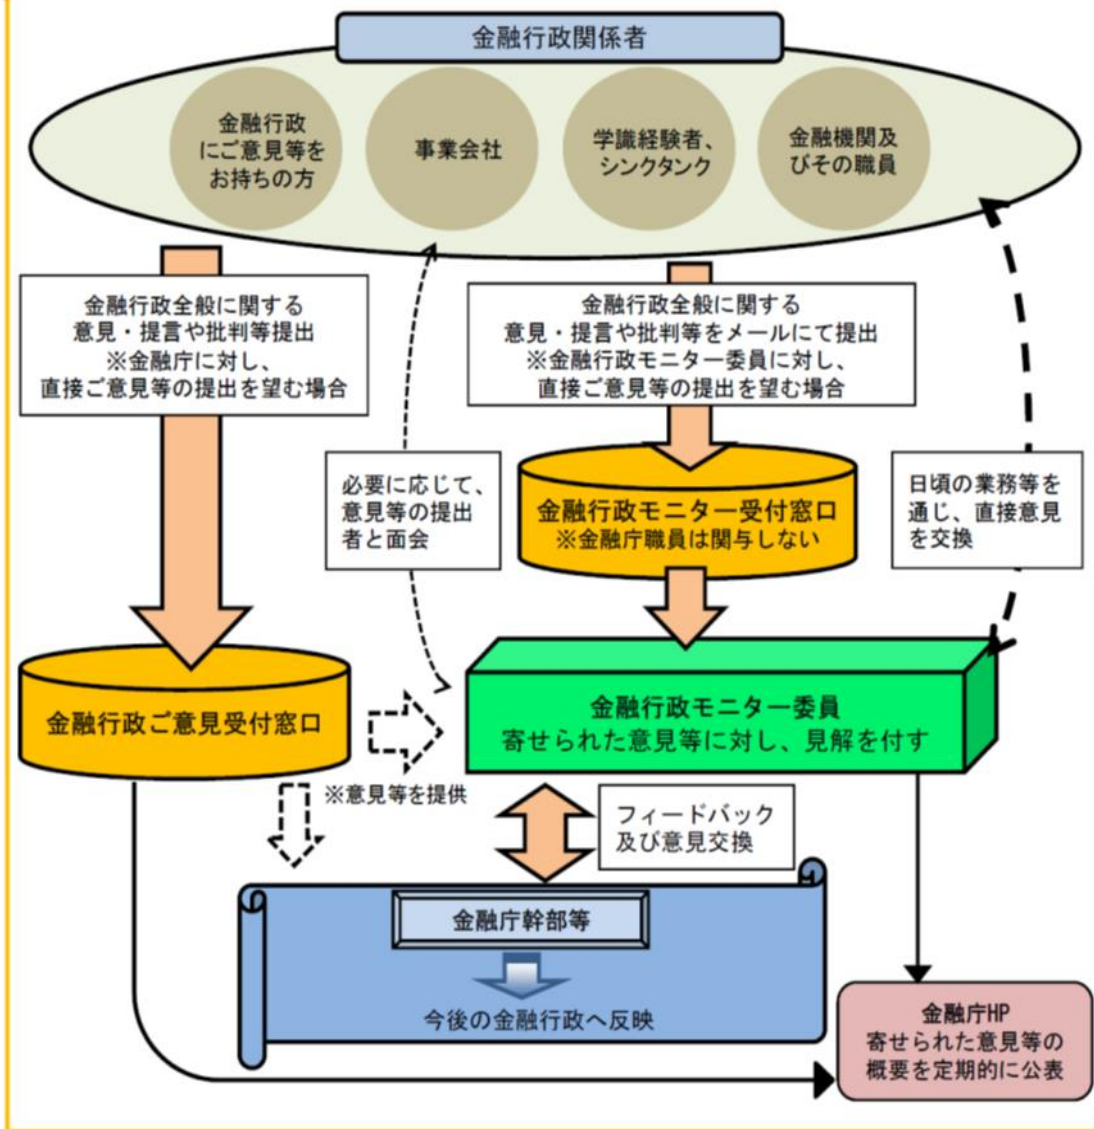 金融行政関係者
金融行政
にご意見等を
お持ちの方
事業会社
学識経験者、
シンクタンク
金融機関及
びその職員
金融行政全般に関する
意見・提言や批判等提出
※金融庁に対し、
直接ご意見等の提出を望む場合
金融行政全般に関する
意見・提言や批判等をメールにて提出
※金融行政モニター委員に対し、
直接ご意見等の提出を望む場合
必要に応じて、
意見等の提出
者と面会
金融行政モニター受付窓口
※金融庁職員は関与しない
日頃の業務等を
通じ、直接意見
を交換
金融行政ご意見受付窓口
金融行政モニター委員
寄せられた意見等に対し、見解を付す
※意見等を提供
フィードバック
及び意見交換
金融庁幹部等
今後の金融行政へ反映
金融庁HP
寄せられた意見等の
概要を定期的に公表